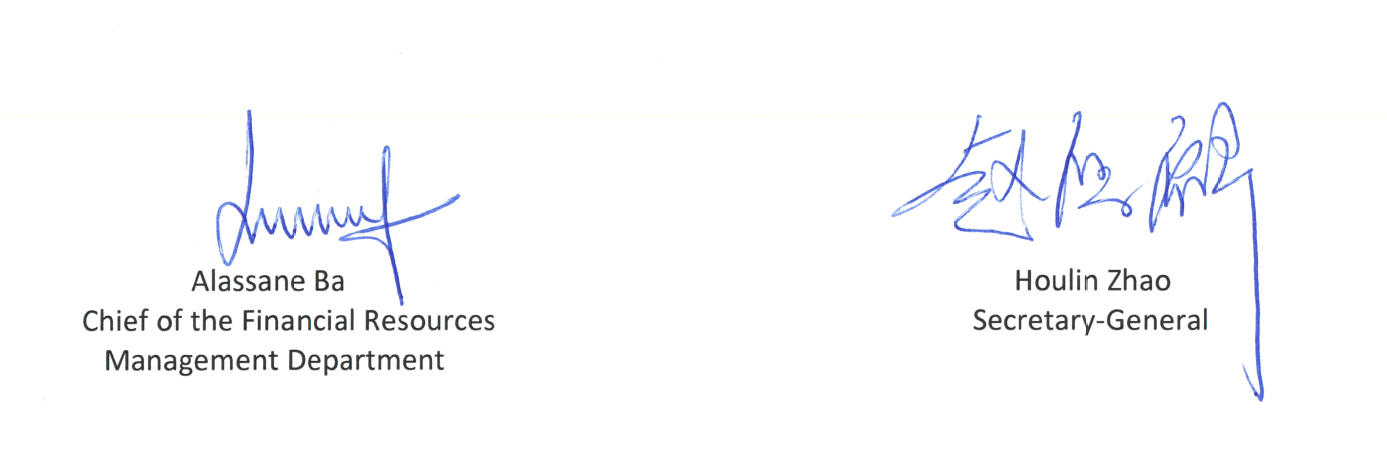 Alassane Ba
Chief of the Financial Resources
Management Department
Houlin Zhao
Secretary-General